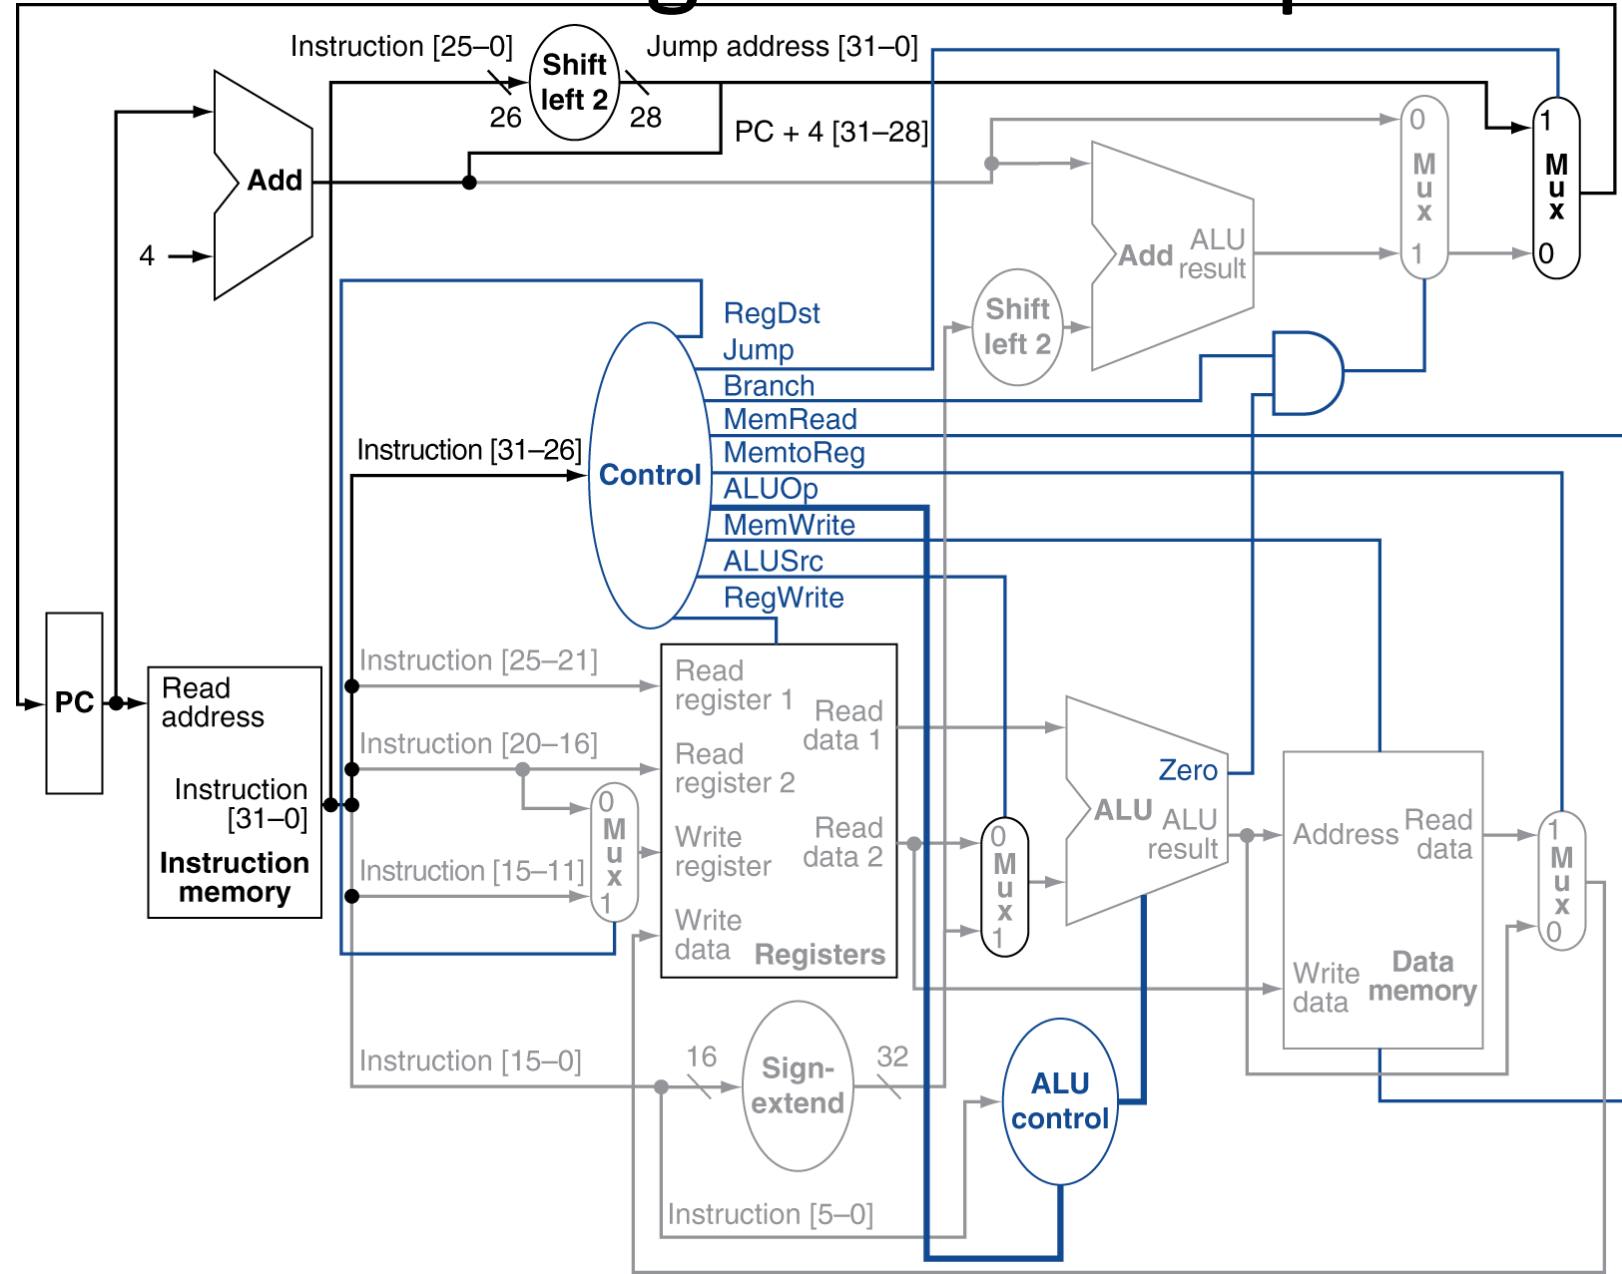 Instruction [25–0]
Shift
left 2
Jump address [31–0]
26
28
PC + 4 [31–28]
Add
4
0
M
u
x
1
1
M
u
x
0
Add
ALU
result
Shift
left 2
RegDst
Jump
Branch
MemRead
MemtoReg
ALUOp
MemWrite
ALUSrc
RegWrite
Instruction [31–26]
Control
PC
Read
address
Instruction
[31–0]
Instruction
memory
Instruction [25–21]
Instruction [20–16]
Instruction [15–11]
0
M
u
x
1
Read
register 1
Read
register 2
Write
register
Write
data
Read
data 1
Read
data 2
Registers
0
M
u
x
1
Zero
ALU
ALU
result
Address
Read
data
Write
data
Data
memory
1
M
u
x
0
Instruction [15–0]
16
Sign-
extend
32
ALU
control
Instruction [5–0]